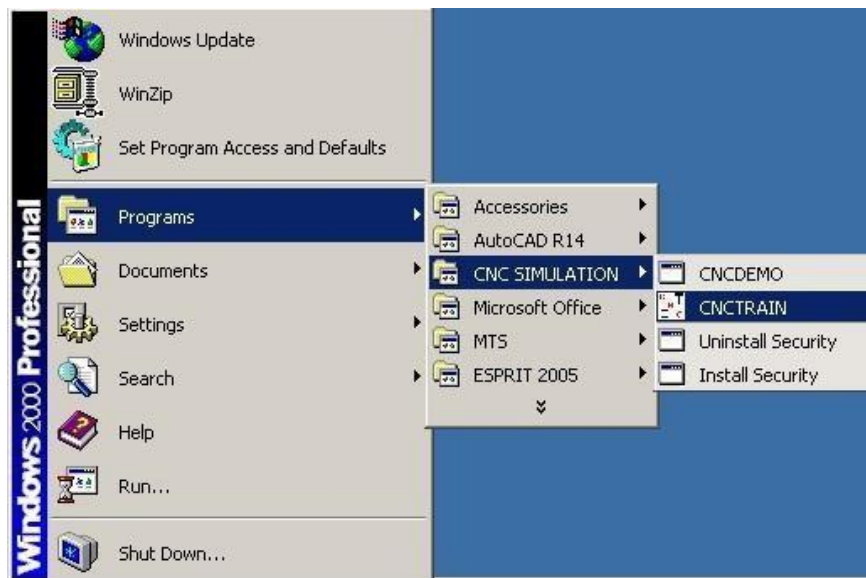 Windows Update
WinZip
Set Program Access and Defaults
Programs
Documents
Settings
Search
Help
Run...
Shut Down...
Windows 2000 Professional
Accessories
AutoCAD R14
CNC SIMULATION
Microsoft Office
MTS
ESPRIT 2005
CNCDEMO
CNCTRAIN
Uninstall Security
Install Security